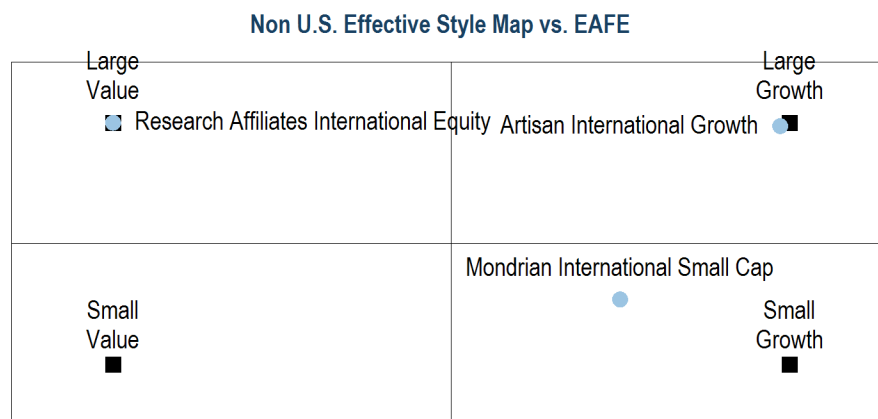 Non U.S. Effective Style Map vs. EAFE
Large
Value
Large
Growth
Research Affiliates International Equity
Artisan International Growth
Mondrian International Small Cap
Small
Value
Small
Growth